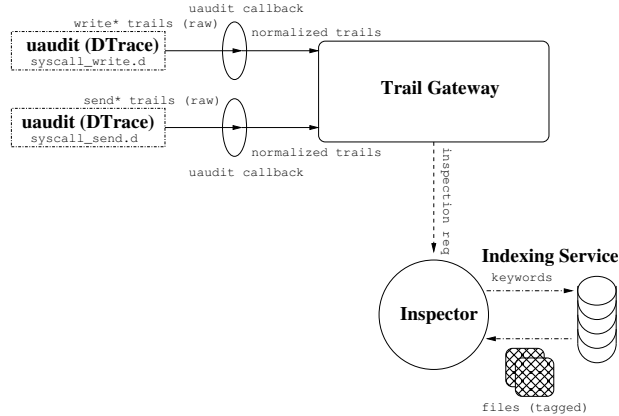 uaudit callback
write* trails (raw)
normalized trails
uaudit (DTrace)
syscall_write.d
Trail Gateway
send* trails (raw)
uaudit (DTrace)
syscall_send.d
normalized trails
uaudit callback
inspection req
Indexing Service
keywords
Inspector
files (tagged)